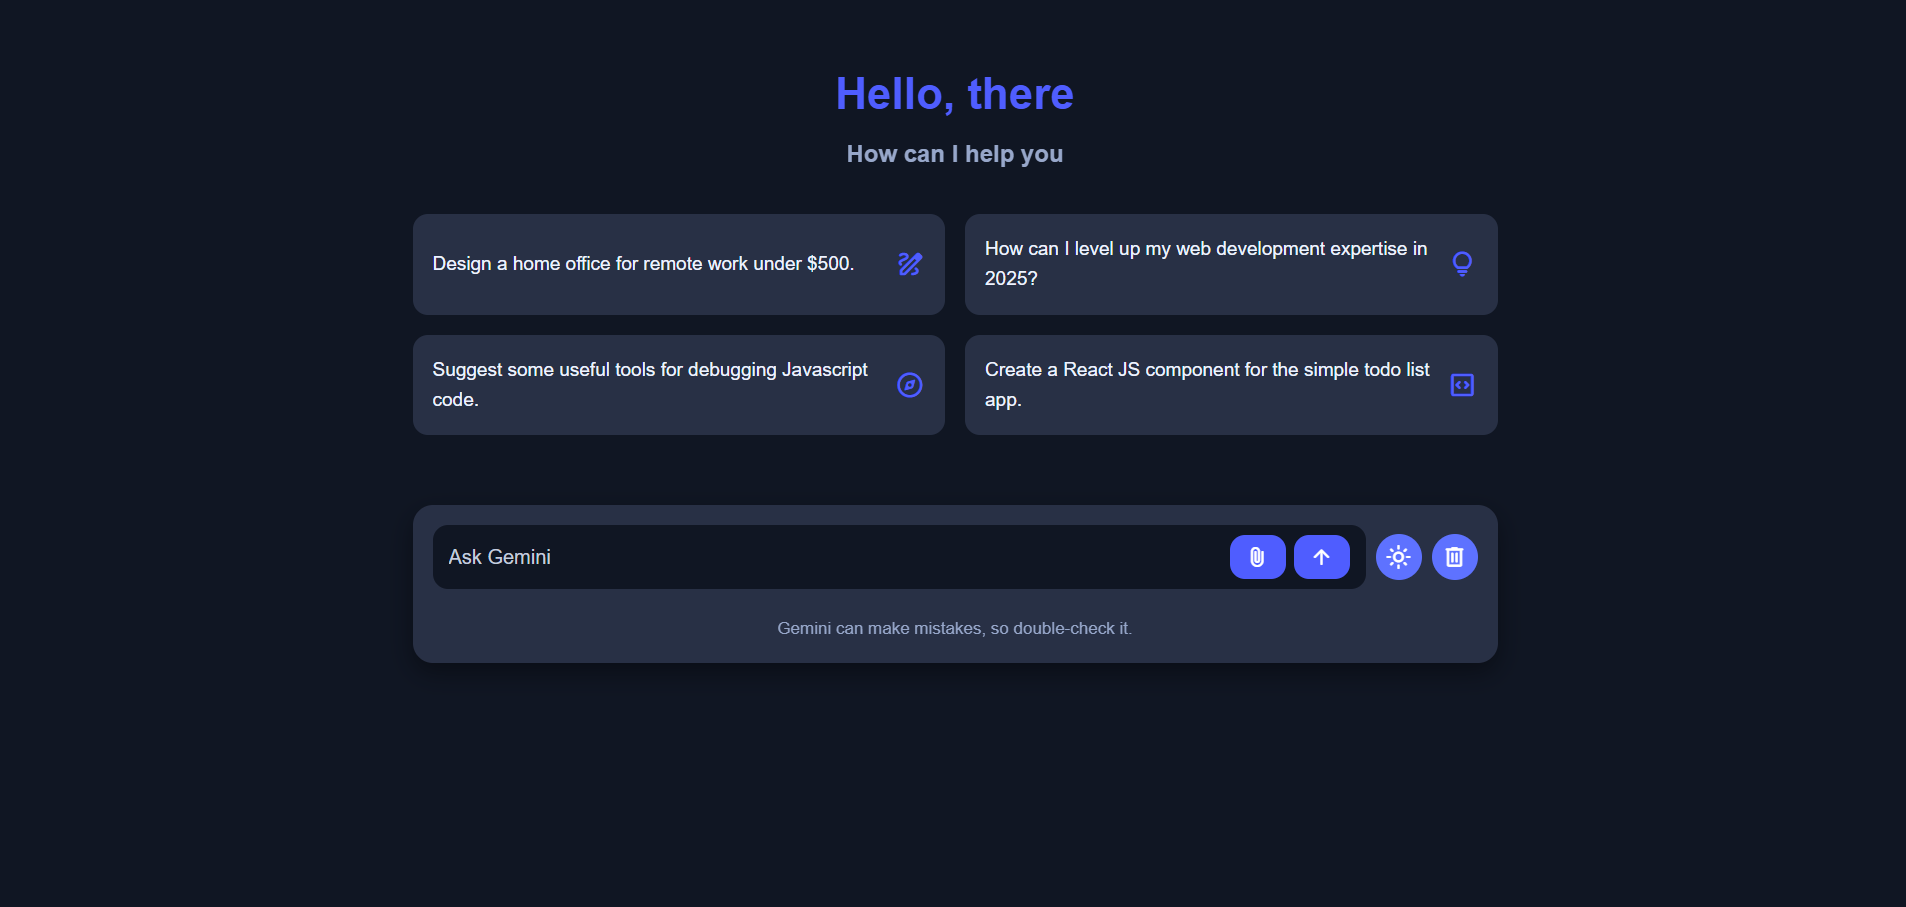 Hello, there
How can I help you
Design a home office for remote work under $500.
How can I level up my web development expertise in
2025?
Suggest some useful tools for debugging Javascript
code.
Create a React JS component for the simple todo list
app.
Ask Gemini
Gemini can make mistakes, so double-check it.